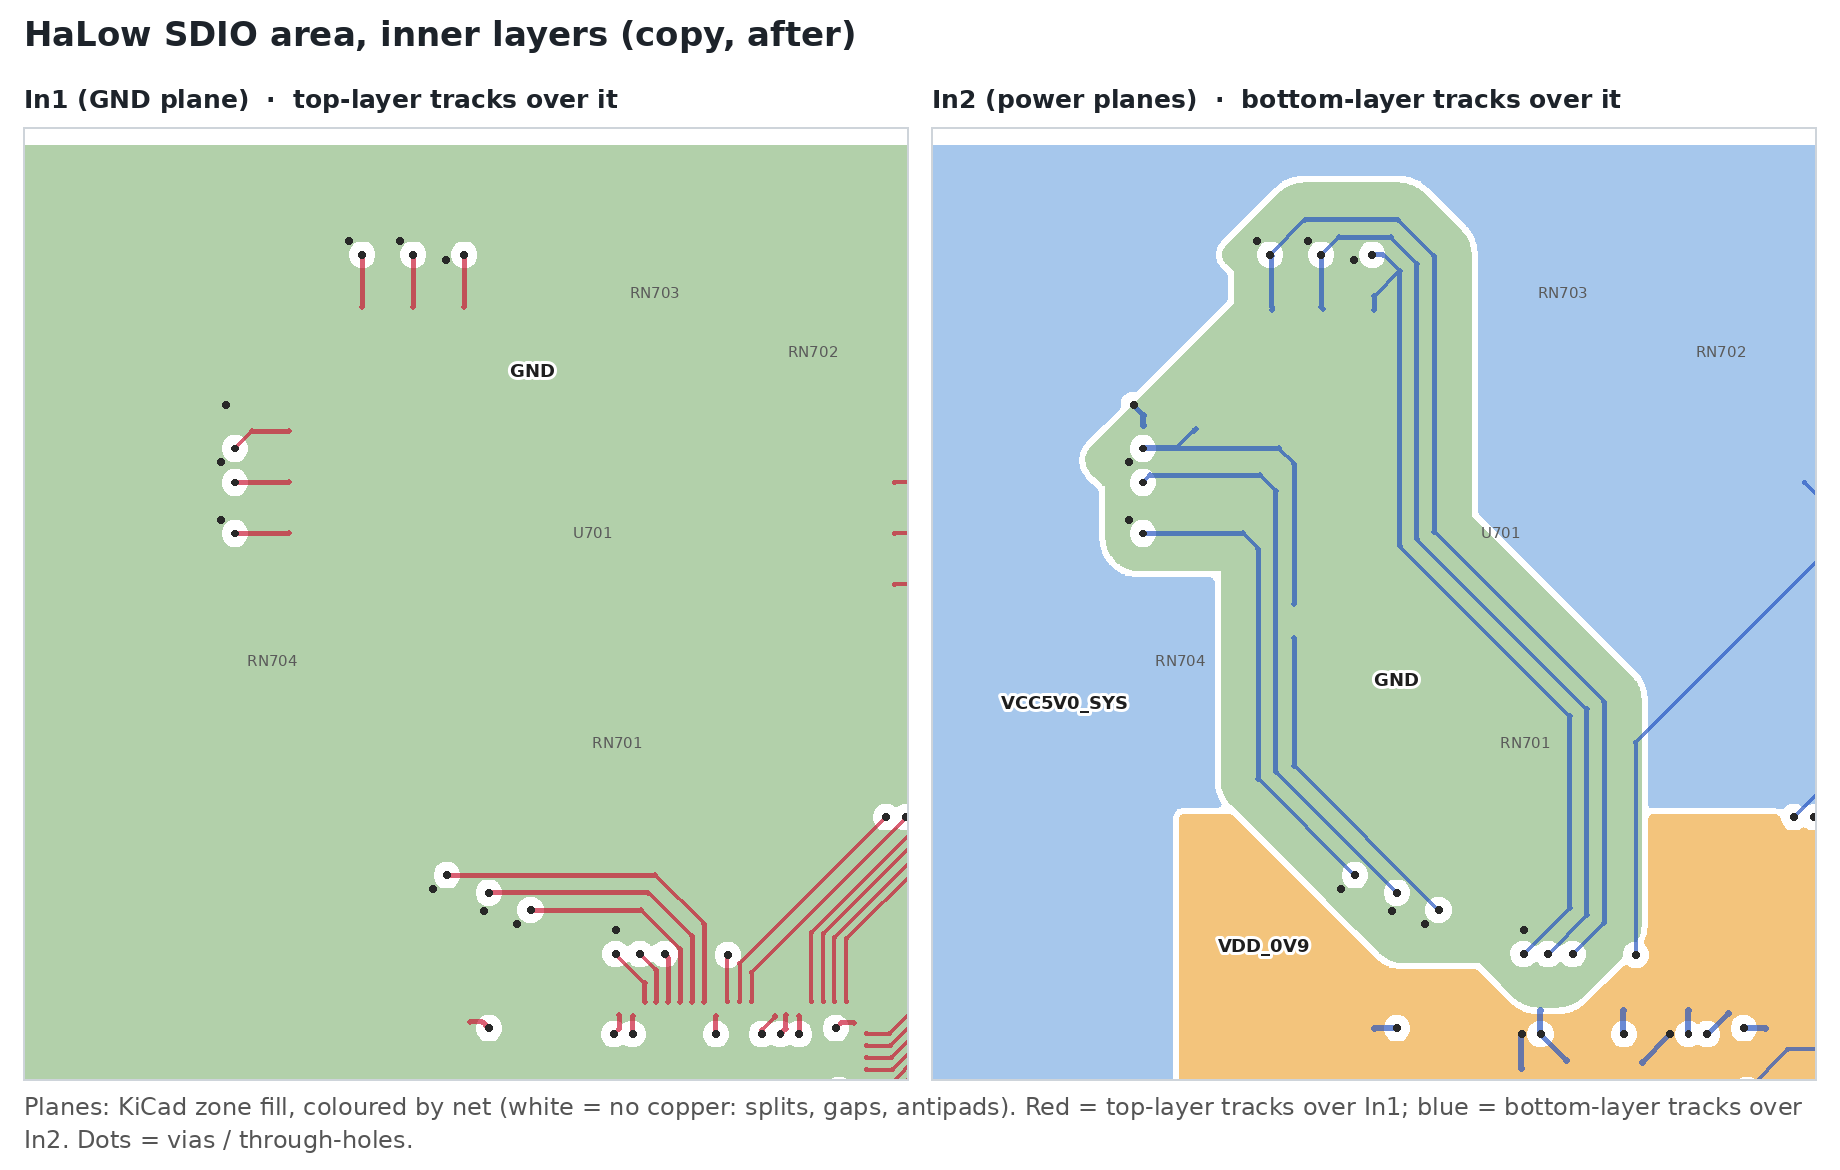 HaLow SDIO area, inner layers (copy, after)
In1 (GND plane)  ·  top-layer tracks over it
In2 (power planes)  ·  bottom-layer tracks over it
RN703
RN702
GND
U701
RN704
RN701
RN703
RN702
U701
RN704
GND
VCC5V0_SYS
RN701
VDD_0V9
Planes: KiCad zone fill, coloured by net (white = no copper: splits, gaps, antipads). Red = top-layer tracks over In1; blue = bottom-layer tracks over
In2. Dots = vias / through-holes.